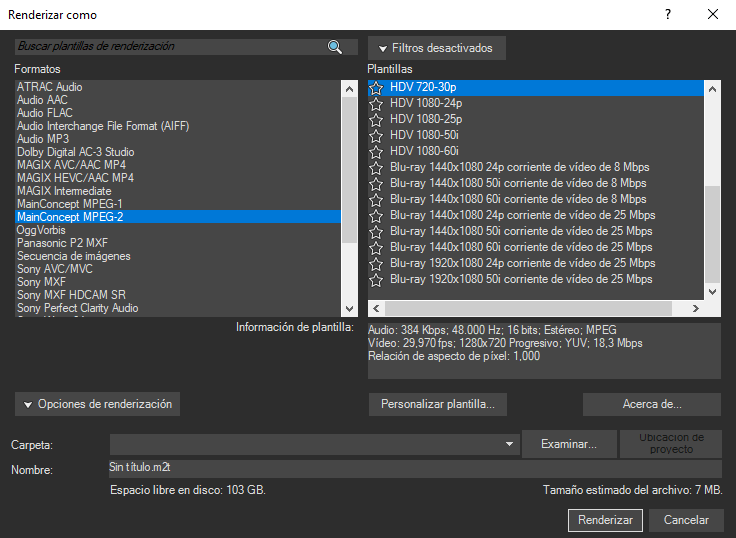 Renderizar como
?
Buscar plantillas de renderización
Filtros desactivados
Formatos
ATRAC Audio
Audio AAC
Audio FLAC
Audio Interchange File Format (AIFF)
Audio MP3
Dolby Digital AC-3 Studio
MAGIX AVC/AAC MP4
MAGIX HEVC/AAC MP4
MAGIX Intermediate
MainConcept MPEG-1
MainConcept MPEG-2
OggVorbis
Panasonic P2 MXF
Secuencia de imágenes
Sony AVC/MVC
Sony MXF
Sony MXF HDCAM SR
Sony Perfect Clarity Audio
Plantillas
HDV 720-30p
HDV 1080-24p
HDV 1080-25p
HDV 1080-50i
HDV 1080-60i
Blu-ray 1440x1080 24p corriente de vídeo de 8 Mbps
Blu-ray 1440x1080 50i corriente de vídeo de 8 Mbps
Blu-ray 1440x1080 60i corriente de vídeo de 8 Mbps
Blu-ray 1440x1080 24p corriente de vídeo de 25 Mbps
Blu-ray 1440x1080 50i corriente de vídeo de 25 Mbps
Blu-ray 1440x1080 60i corriente de vídeo de 25 Mbps
Blu-ray 1920x1080 24p corriente de vídeo de 25 Mbps
Blu-ray 1920x1080 50i corriente de vídeo de 25 Mbps
Información de plantilla:
Audio: 384 Kbps; 48.000 Hz; 16 bits; Estéreo; MPEG
Vídeo: 29,970 fps; 1280x720 Progresivo; YUV; 18,3 Mbps
Relación de aspecto de píxel: 1,000
Opciones de renderización
Personalizar plantilla...
Acerca de...
Carpeta:
Examinar...
Ubicación de
proyecto
Nombre:
Sin título.m2t
Espacio libre en disco: 103 GB.
Tamaño estimado del archivo: 7 MB.
Renderizar
Cancelar